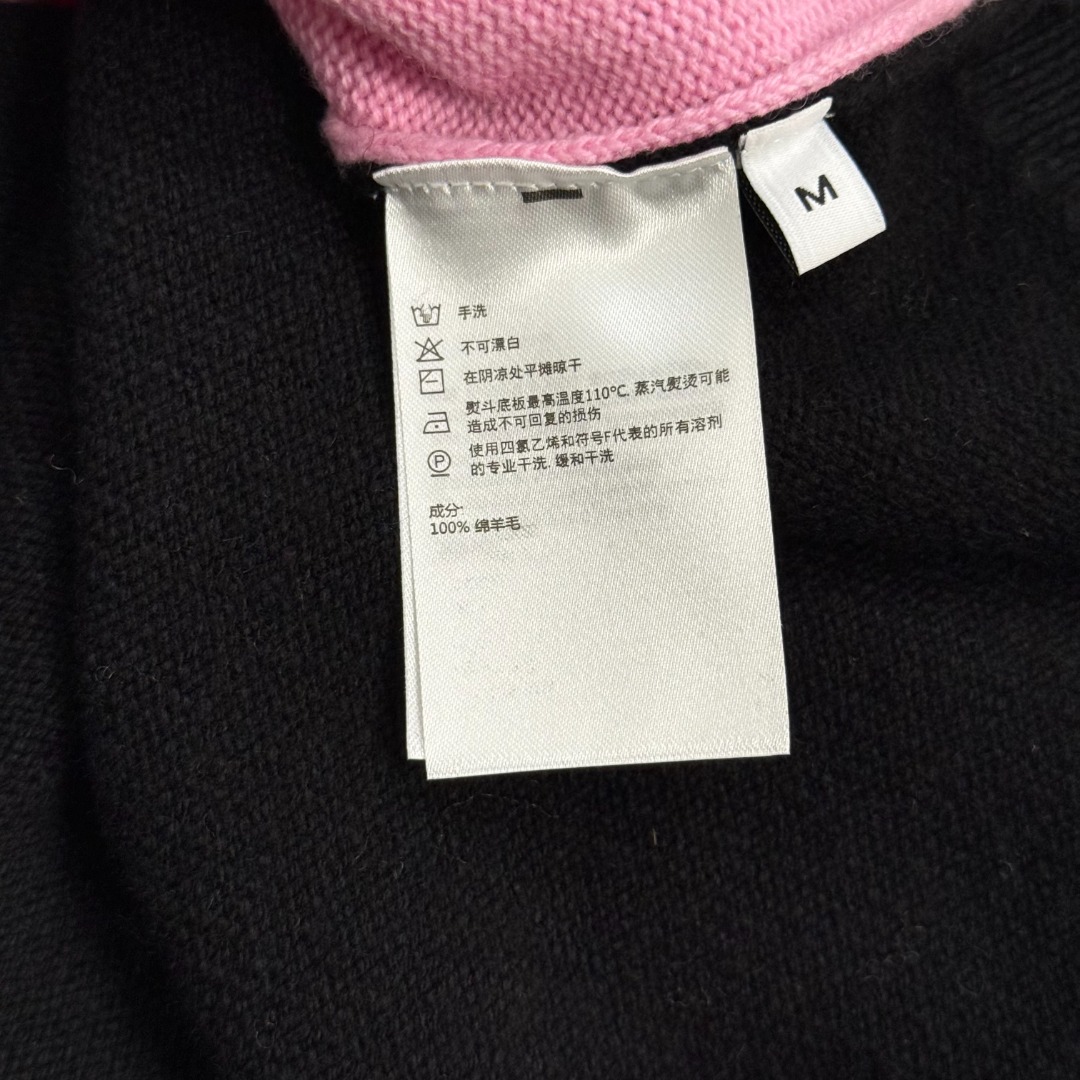 M
手洗
不可漂白
在阴凉处平摊晾干
熨斗底板最高温度110°C. 蒸汽熨烫可能
造成不可回复的损伤
使用四氯乙烯和符号F代表的所有溶剂
的专业干洗. 缓和干洗
P
成分:
100% 绵羊毛